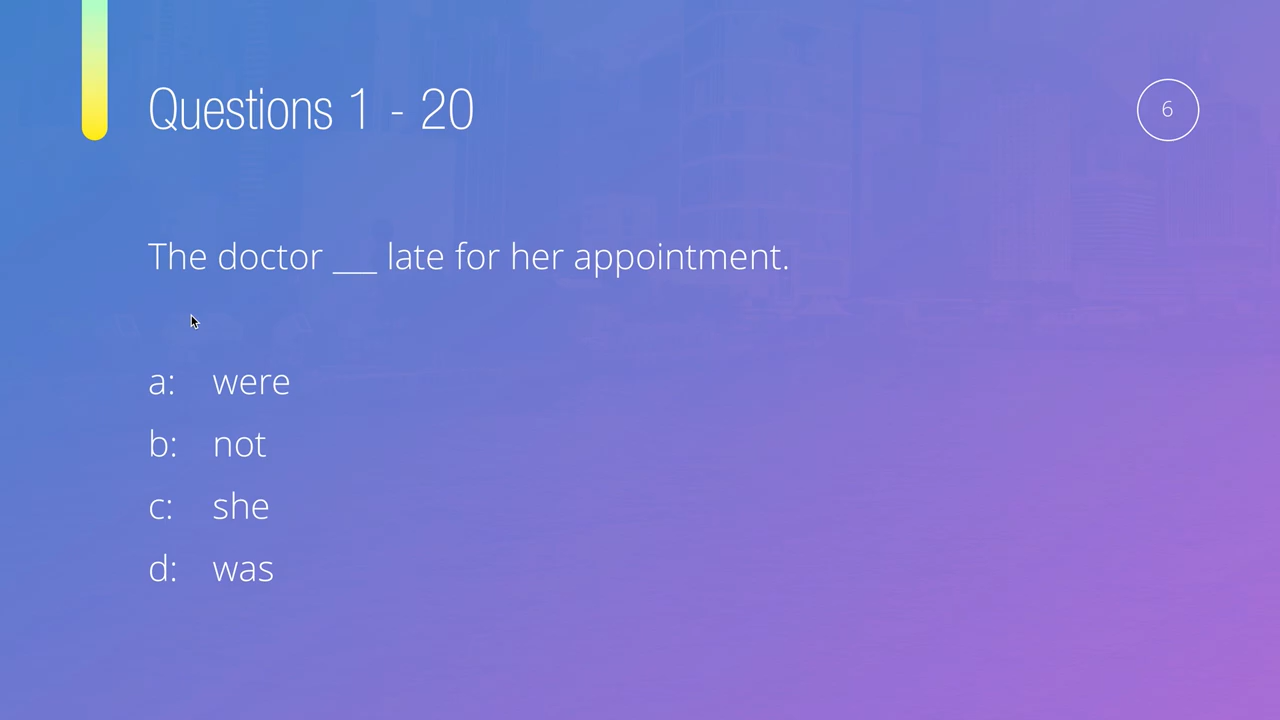 Questions 1 - 20
6
The doctor ___ late for her appointment.
a: were
b: not
c: she
d: was